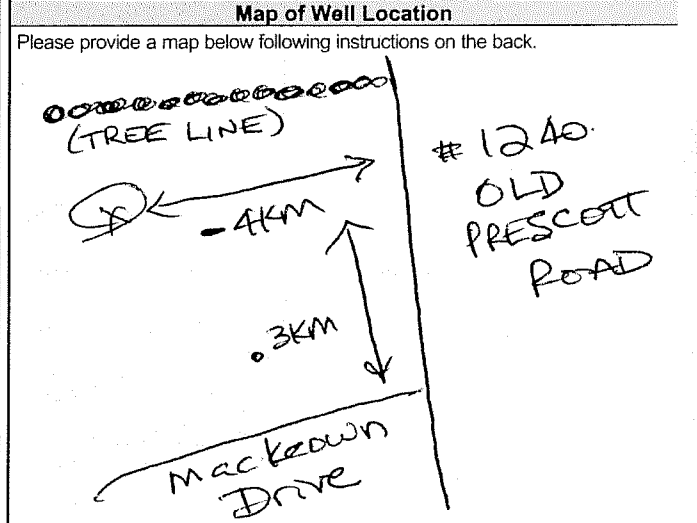 Map of Well Location
Please provide a map below following instructions on the back.
(TREE LINE)
#1240.
OLD
PRESCOTT
ROAD
X
.4KM
.3KM
Mackeown
Drive